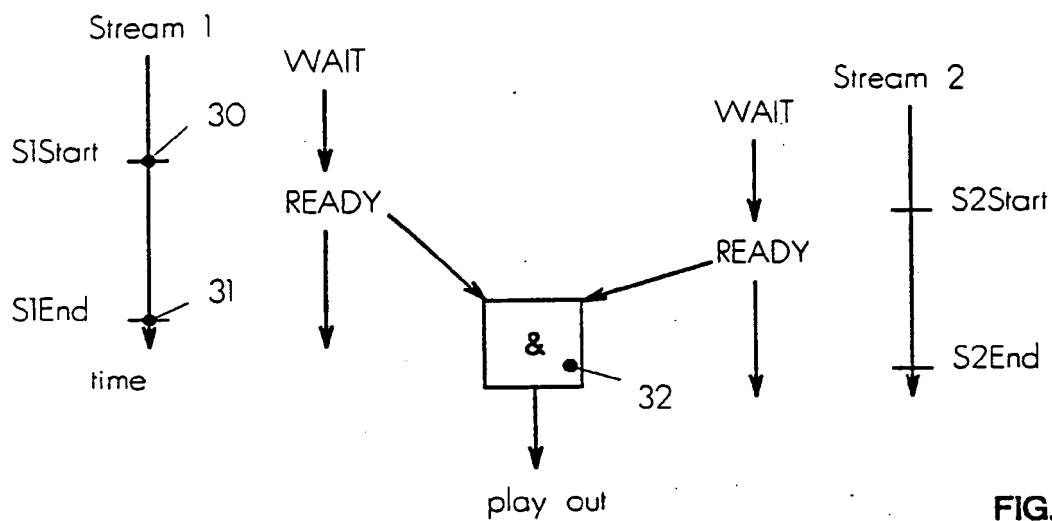 Stream 1
WAIT
30
S1Start
READY
S1End
31
time
&
32
play out
WAIT
READY
Stream 2
S2Start
S2End
FIG.